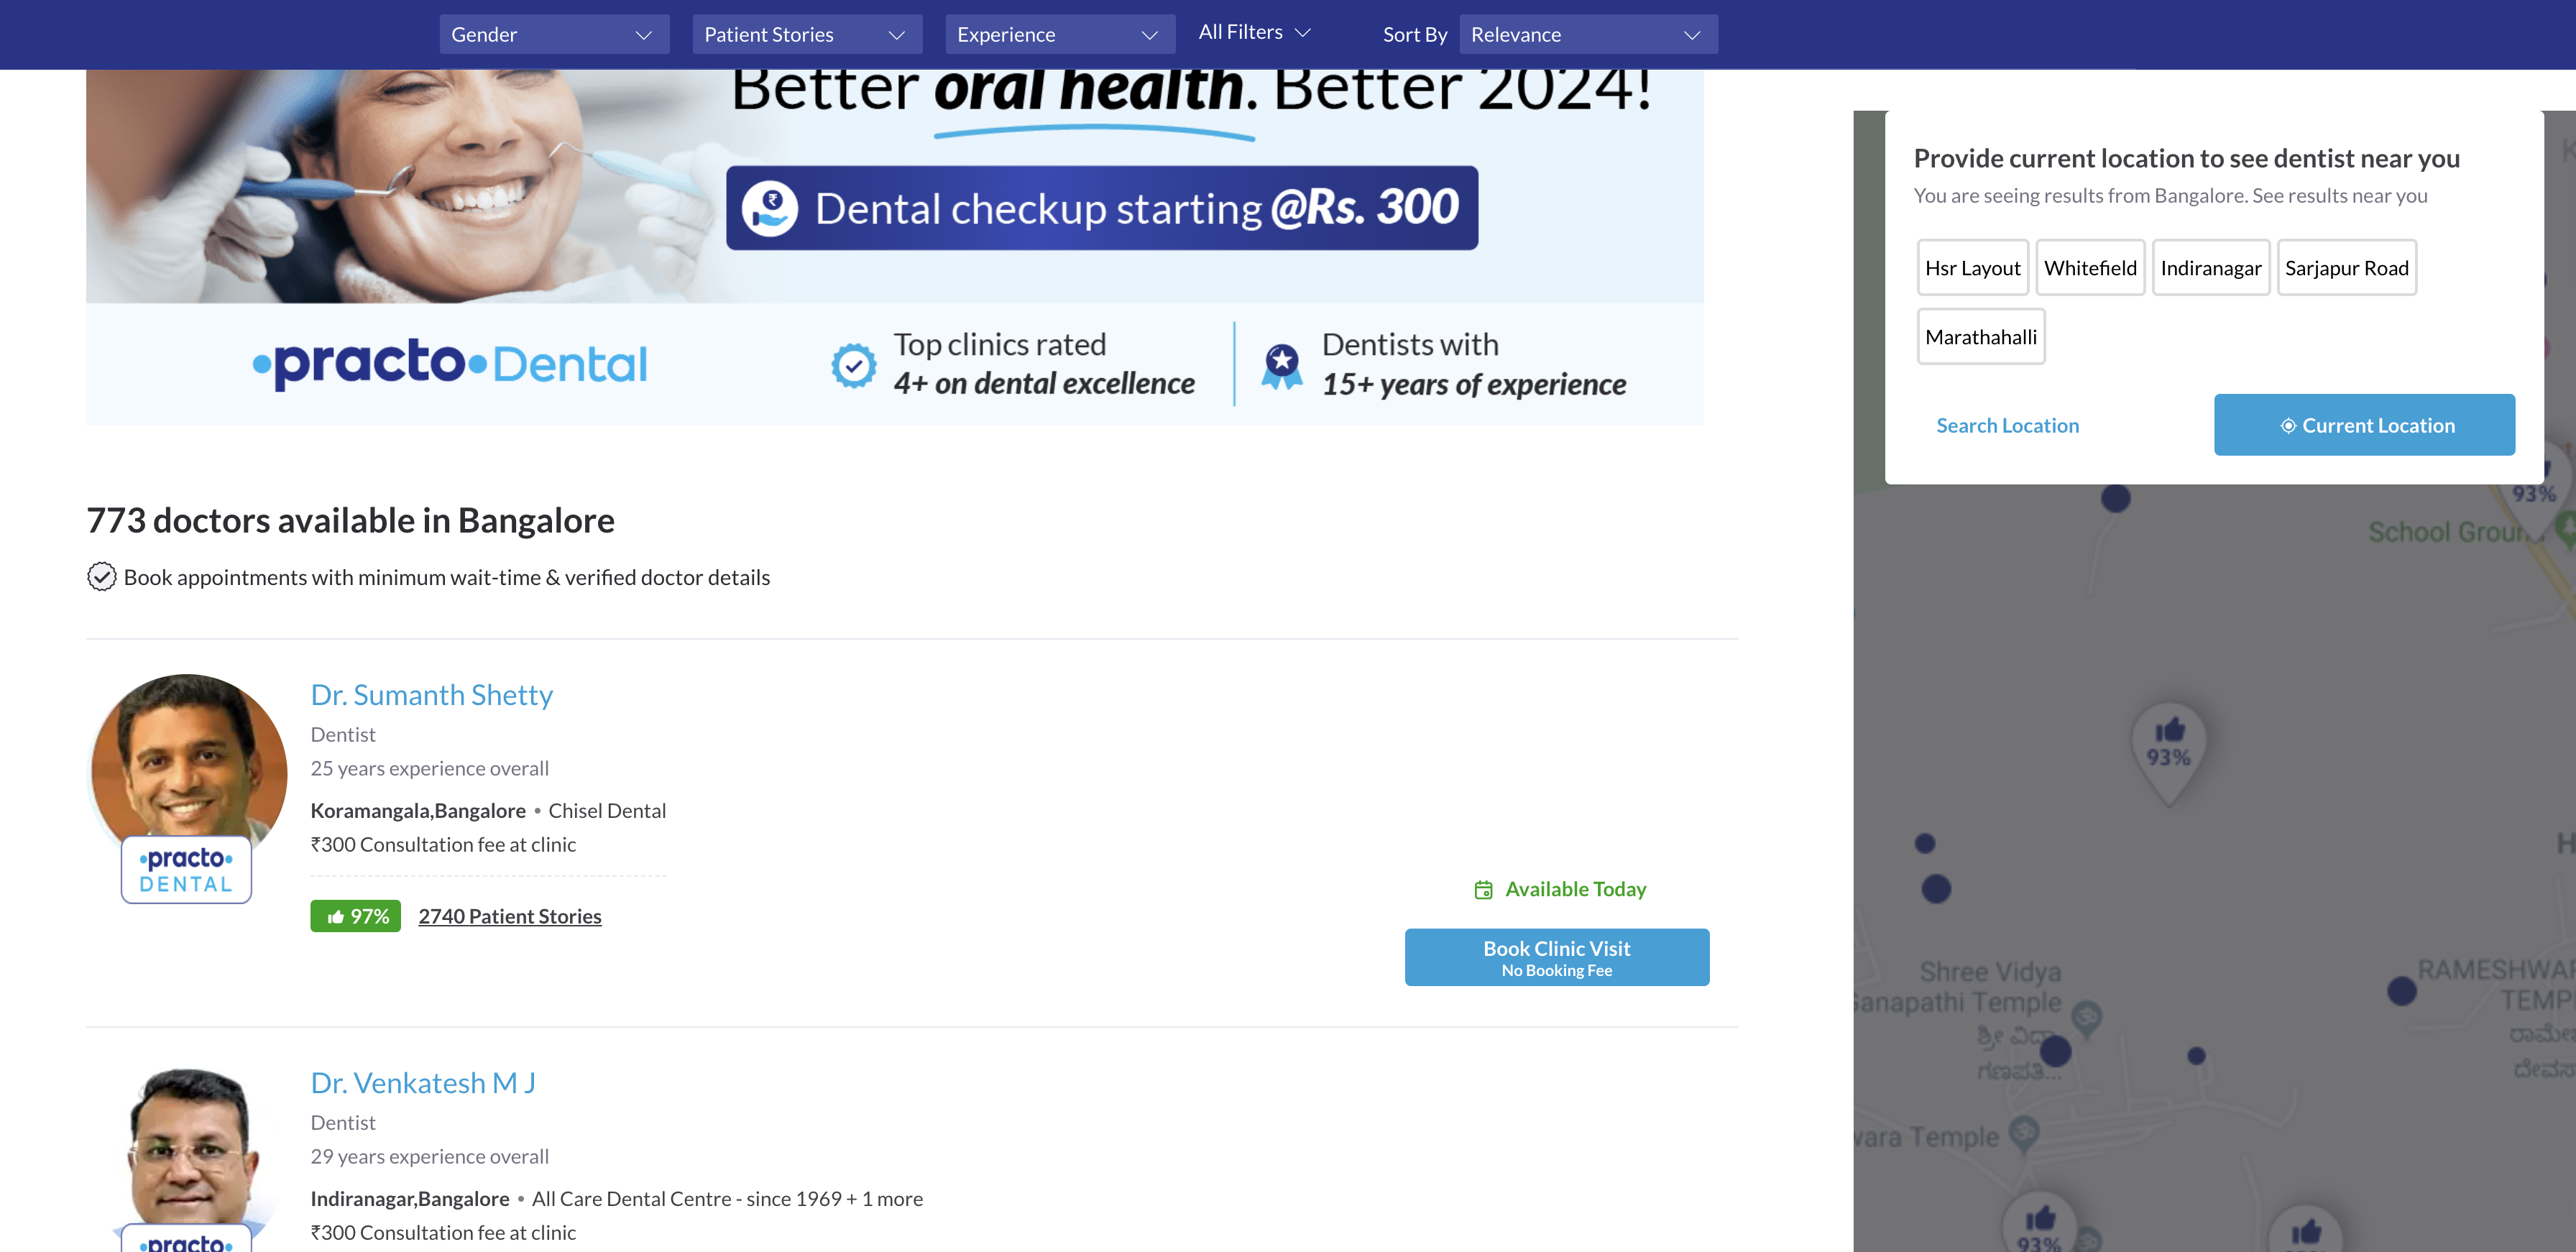 Gender
Patient Stories
Experience
All Filters
Sort By
Relevance
Better oral health. Better 2024!
Dental checkup starting @Rs. 300
practo Dental
Top clinics rated
4+ on dental excellence
Dentists with
15+ years of experience
773 doctors available in Bangalore
Book appointments with minimum wait-time & verified doctor details
Dr. Sumanth Shetty
Dentist
25 years experience overall
Koramangala,Bangalore • Chisel Dental
₹300 Consultation fee at clinic
practo
DENTAL
97%
2740 Patient Stories
Available Today
Book Clinic Visit
No Booking Fee
Dr. Venkatesh M J
Dentist
29 years experience overall
Indiranagar,Bangalore • All Care Dental Centre - since 1969 + 1 more
₹300 Consultation fee at clinic
practo
Provide current location to see dentist near you
You are seeing results from Bangalore. See results near you
Hsr Layout
Whitefield
Indiranagar
Sarjapur Road
Marathahalli
Search Location
Current Location
93%
School Groun
93%
Shree Vidya
Ganapathi Temple
ಶ್ರೀ ವಿದ್ಯಾ
ಗಣಪತಿ...
RAMESHWAR
TEMP
wara Temple
93%